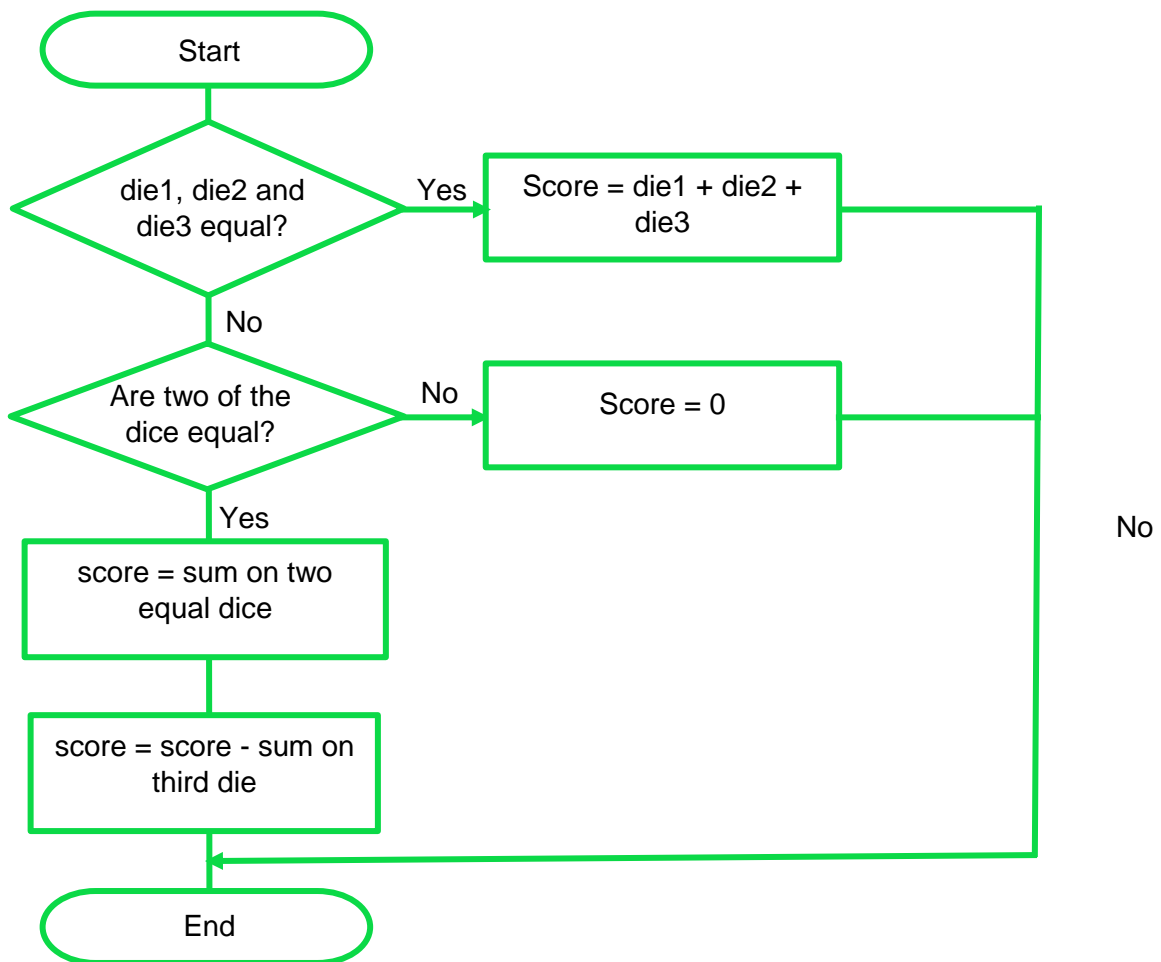 Start
die1, die2 and
die3 equal?
Yes
Score = die1 + die2 +
die3
No
Are two of the
dice equal?
No
Score = 0
Yes
No
score = sum on two
equal dice
score = score - sum on
third die
End